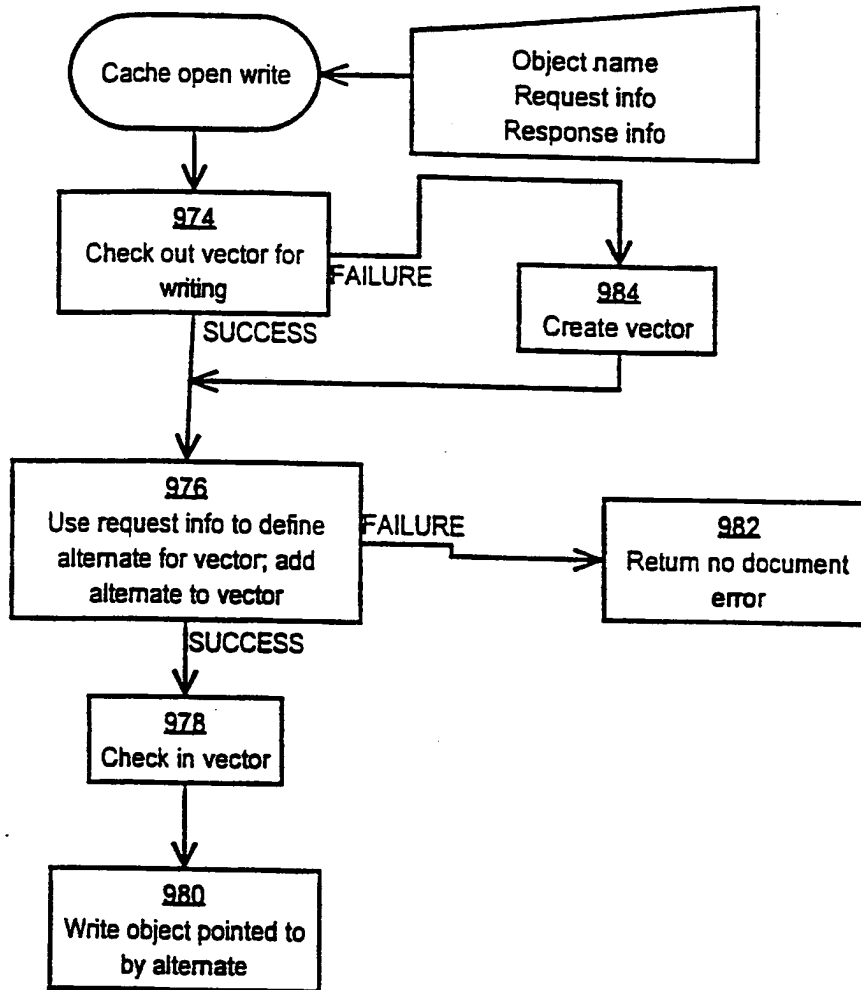 Cache open write
Object name
Request info
Response info
974
Check out vector for
writing
FAILURE
SUCCESS
984
Create vector
976
Use request info to define
alternate for vector; add
alternate to vector
FAILURE
SUCCESS
982
Return no document
error
978
Check in vector
980
Write object pointed to
by alternate